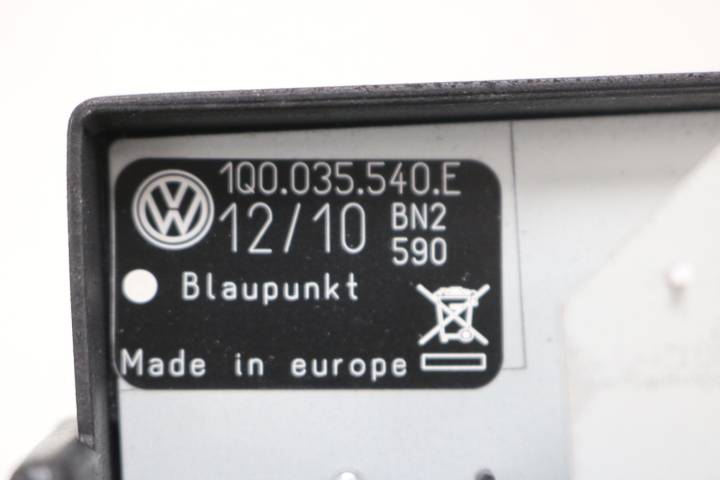 1Q0.035.540.E
12/10 BN2
590
Blaupunkt
Made in europe